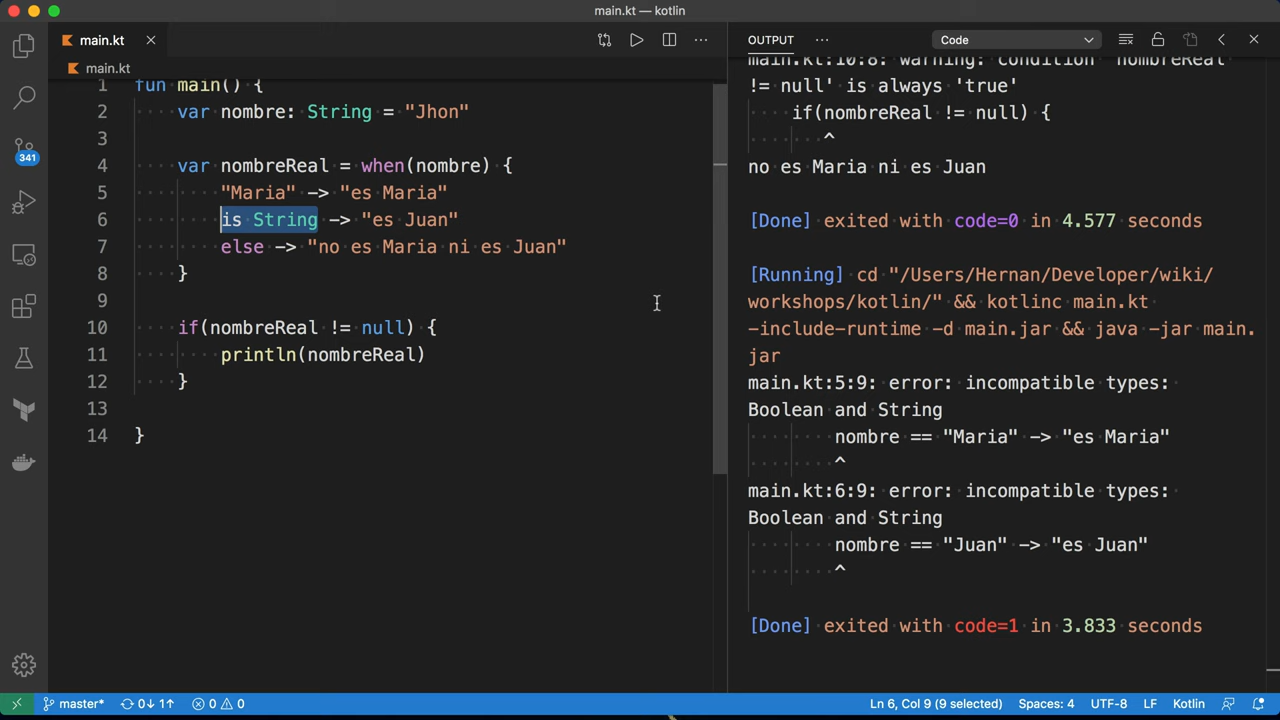 main.kt — kotlin
main.kt
main.kt
1 fun main() {
2 var nombre: String = "Jhon"
3
4 var nombreReal = when(nombre) {
5 "Maria" -> "es Maria"
6 is String -> "es Juan"
7 else -> "no es Maria ni es Juan"
8 }
9
10 if(nombreReal != null) {
11 println(nombreReal)
12 }
13
14 }
OUTPUT
Code
main.kt:10:8: warning: condition 'nombreReal
!= null' is always 'true'
if(nombreReal != null) {
^
no es Maria ni es Juan
[Done] exited with code=0 in 4.577 seconds
[Running] cd "/Users/Hernan/Developer/wiki/
workshops/kotlin/" && kotlinc main.kt
-include-runtime -d main.jar && java -jar main.
jar
main.kt:5:9: error: incompatible types:
Boolean and String
nombre == "Maria" -> "es Maria"
^
main.kt:6:9: error: incompatible types:
Boolean and String
nombre == "Juan" -> "es Juan"
^
[Done] exited with code=1 in 3.833 seconds
341
master* 0↓ 1↑ 0 0 Ln 6, Col 9 (9 selected) Spaces: 4 UTF-8 LF Kotlin